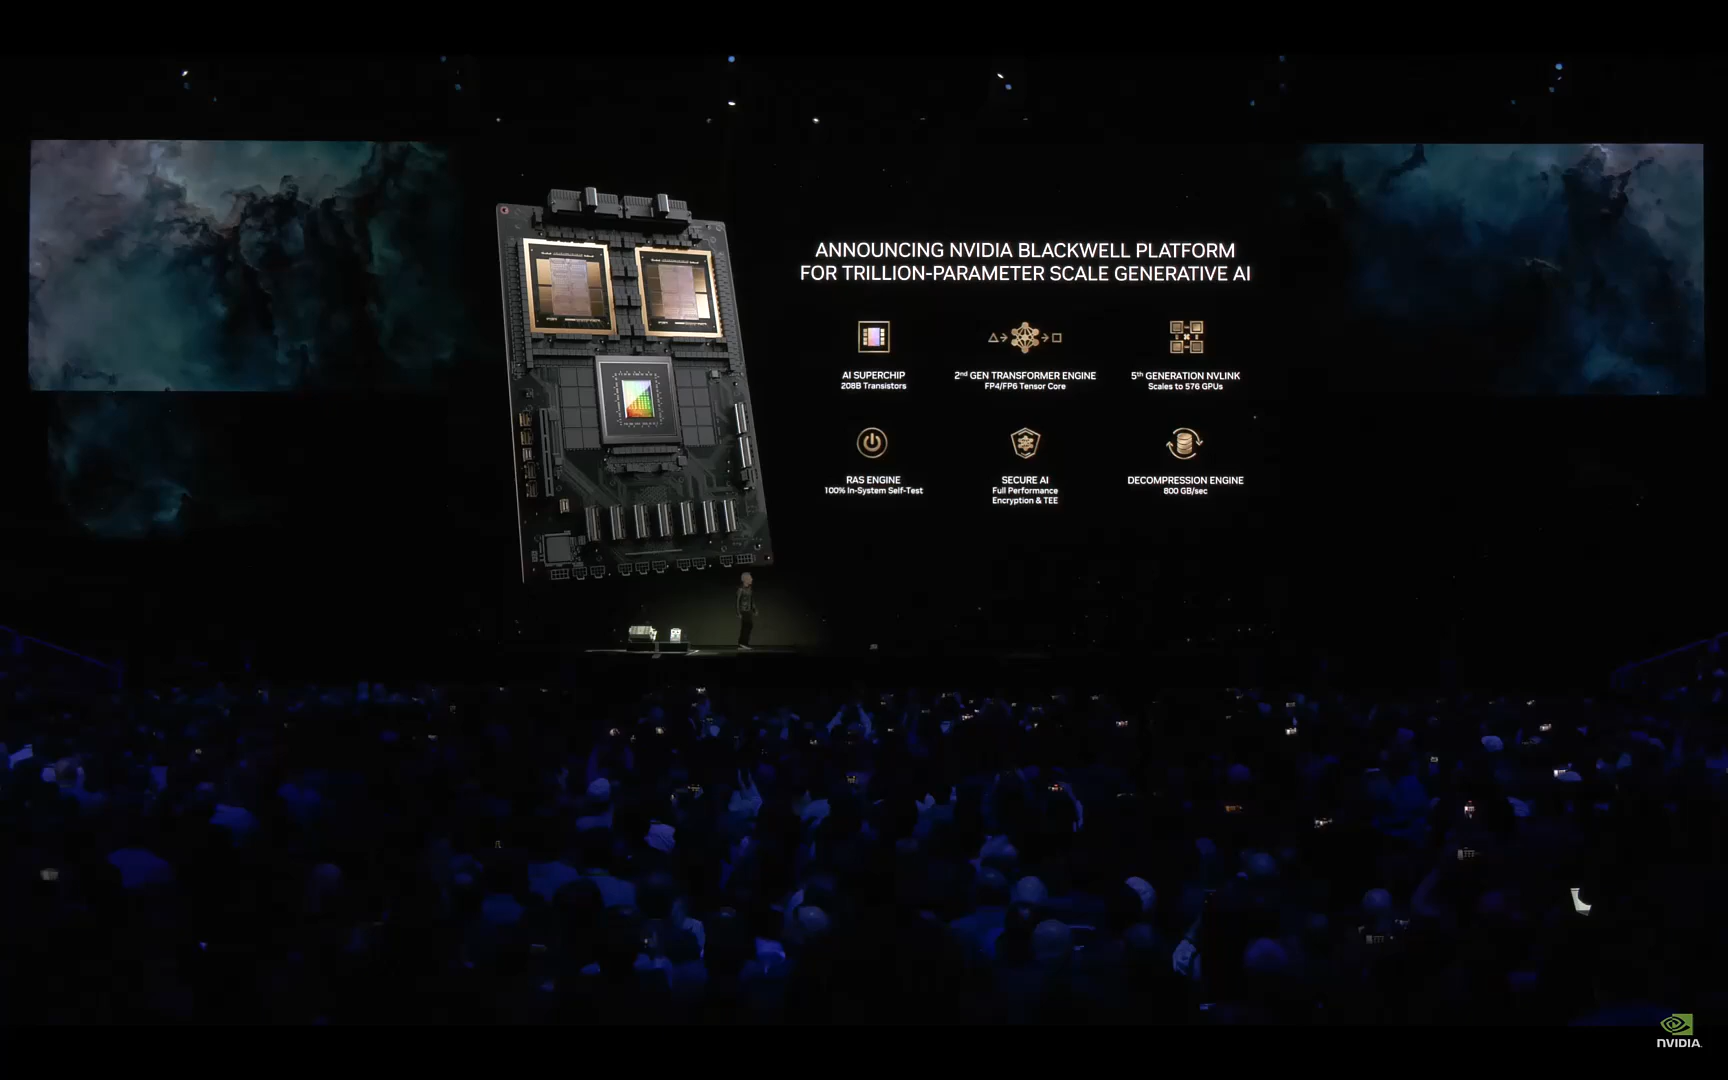 ANNOUNCING NVIDIA BLACKWELL PLATFORM
FOR TRILLION-PARAMETER SCALE GENERATIVE AI
AI SUPERCHIP
208B Transistors
2nd GEN TRANSFORMER ENGINE
FP4/FP6 Tensor Core
5th GENERATION NVLINK
Scales to 576 GPUs
RAS ENGINE
100% In-System Self-Test
SECURE AI
Full Performance
Encryption & TEE
DECOMPRESSION ENGINE
800 GB/sec
NVIDIA